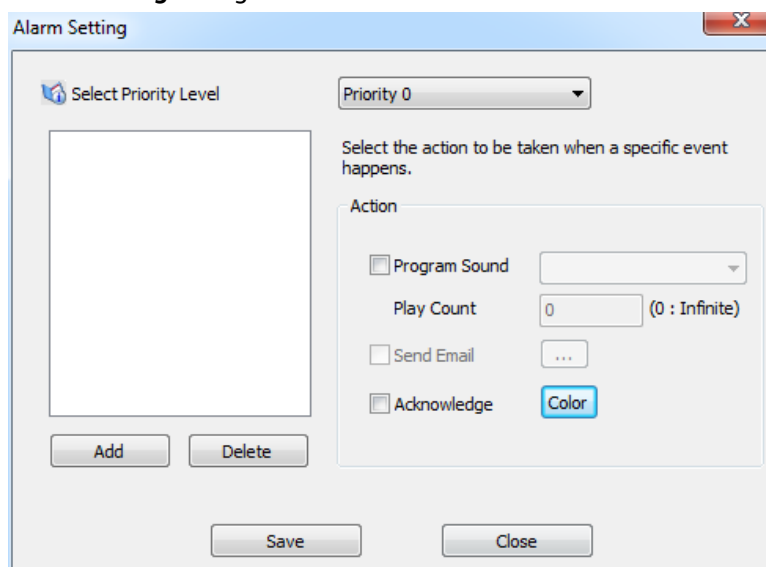 Alarm Setting
Select Priority Level
Priority 0
Select the action to be taken when a specific event
happens.
Action
Program Sound
Play Count
0
(0 : Infinite)
Send Email
...
Acknowledge
Color
Add
Delete
Save
Close